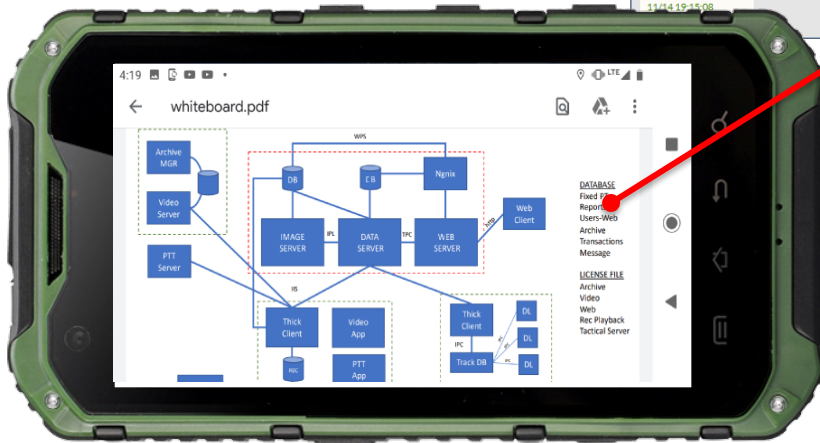 11/14 19:15:08
4:19
LTE
whiteboard.pdf
WPS
Archive
MGR
DB
DB
Ngnix
Video
Server
Web
Client
IMAGE
SERVER
IPL
DATA
SERVER
TPC
WEB
SERVER
http
PTT
Server
IIS
Thick
Client
Video
App
REC
PTT
App
Thick
Client
IPC
Track DB
DL
DL
DL
IPC
DATABASE
Users-Web
Archive
Transactions
Message
LICENSE FILE
Archive
Video
Web
Rec Playback
Tactical Server